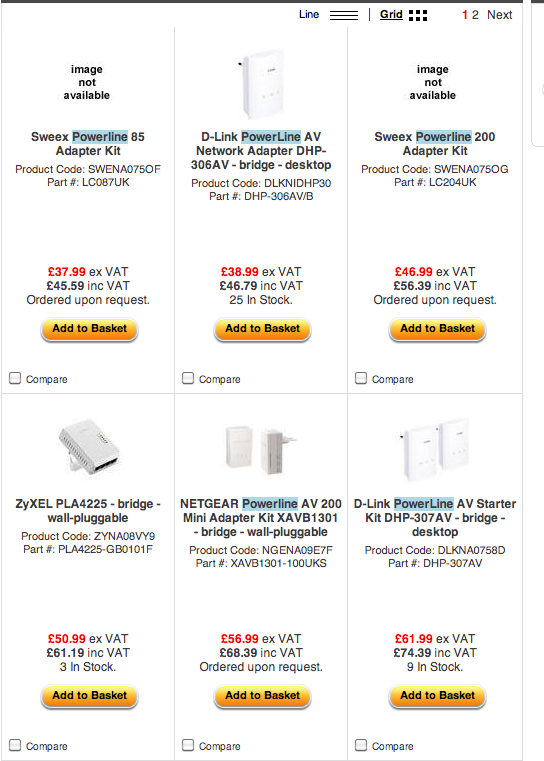 Line | Grid 1 2 Next
image
not
available
Sweex Powerline 85
Adapter Kit
Product Code: SWENA075OF
Part #: LC087UK
£37.99 ex VAT
£45.59 inc VAT
Ordered upon request.
Add to Basket
Compare
D-Link PowerLine AV
Network Adapter DHP-
306AV - bridge - desktop
Product Code: DLKNIDHP30
Part #: DHP-306AV/B
£38.99 ex VAT
£46.79 inc VAT
25 In Stock.
Add to Basket
Compare
image
not
available
Sweex Powerline 200
Adapter Kit
Product Code: SWENA075OG
Part #: LC204UK
£46.99 ex VAT
£56.39 inc VAT
Ordered upon request.
Add to Basket
Compare
ZyXEL PLA4225 - bridge -
wall-pluggable
Product Code: ZYNA08VY9
Part #: PLA4225-GB0101F
£50.99 ex VAT
£61.19 inc VAT
3 In Stock.
Add to Basket
Compare
NETGEAR Powerline AV 200
Mini Adapter Kit XAVB1301
- bridge - wall-pluggable
Product Code: NGENA09E7F
Part #: XAVB1301-100UKS
£56.99 ex VAT
£68.39 inc VAT
Ordered upon request.
Add to Basket
Compare
D-Link PowerLine AV Starter
Kit DHP-307AV - bridge -
desktop
Product Code: DLKNA0758D
Part #: DHP-307AV
£61.99 ex VAT
£74.39 inc VAT
9 In Stock.
Add to Basket
Compare